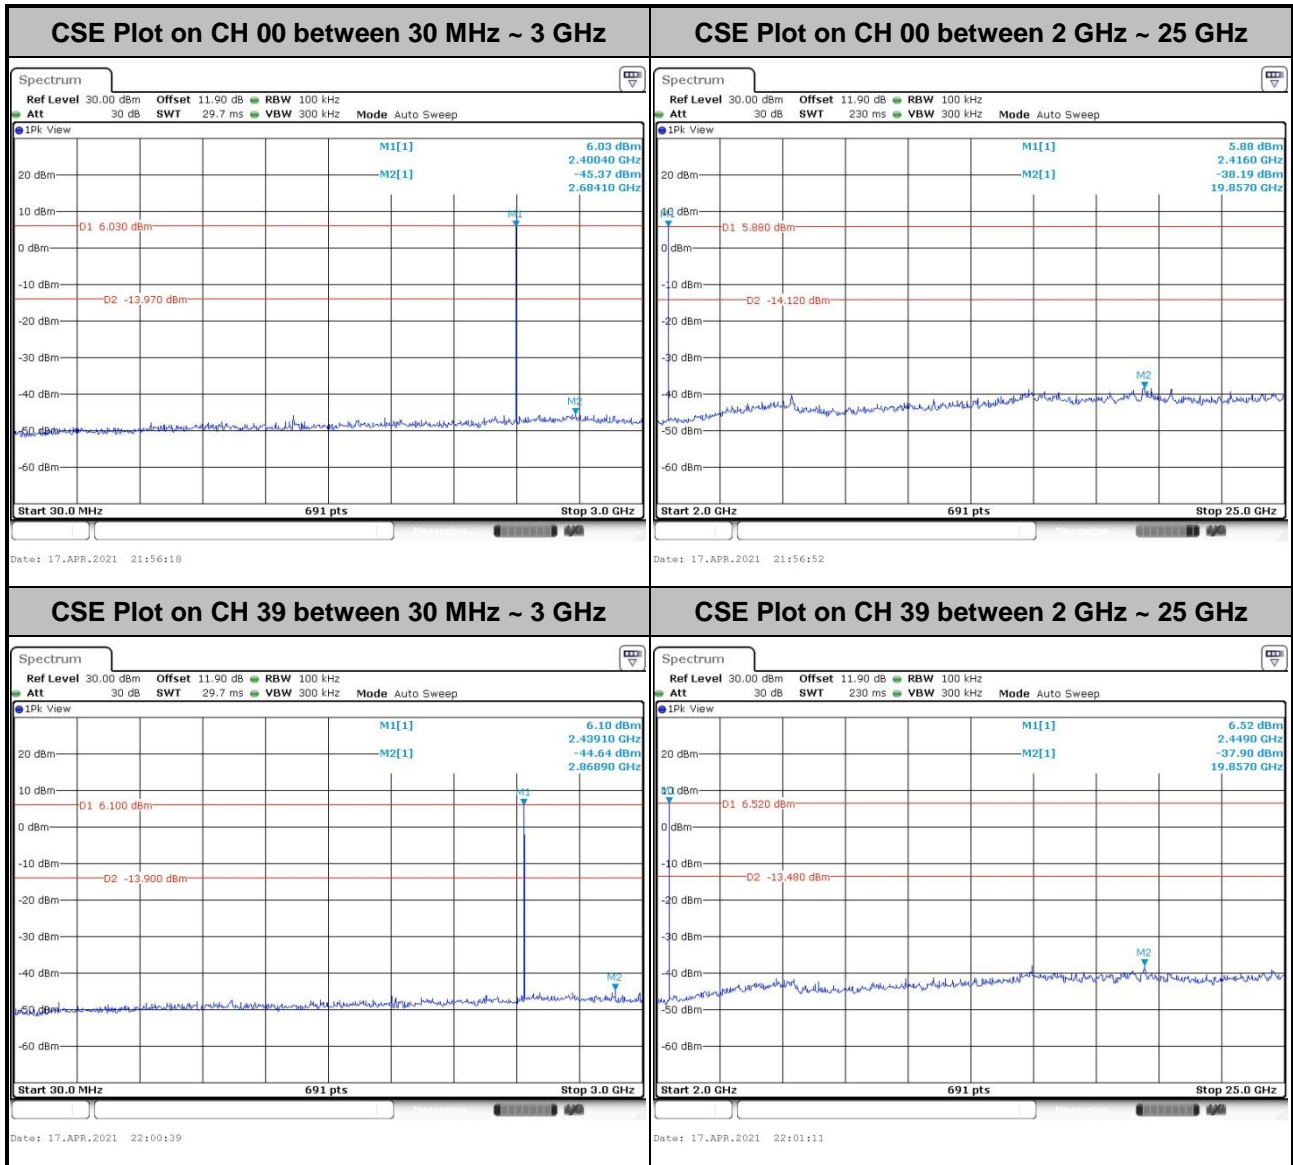 CSE Plot on CH 00 between 30 MHz ~ 3 GHz
Spectrum
Ref Level 30.00 dBm Offset 11.90 dB RBW 100 kHz
Att 30 dB SWT 29.7 ms VBW 300 kHz Mode Auto Sweep
1Pk View
M1[1] 6.03 dBm
2.40040 GHz
M2[1] -45.37 dBm
2.68410 GHz
20 dBm
10 dBm
M1
D1 6.030 dBm
0 dBm
-10 dBm
D2 -13.970 dBm
-20 dBm
-30 dBm
-40 dBm
M2
-50 dBm
-60 dBm
Start 30.0 MHz 691 pts Stop 3.0 GHz
Date: 17.APR.2021 21:56:18
CSE Plot on CH 00 between 2 GHz ~ 25 GHz
Spectrum
Ref Level 30.00 dBm Offset 11.90 dB RBW 100 kHz
Att 30 dB SWT 230 ms VBW 300 kHz Mode Auto Sweep
1Pk View
M1[1] 5.88 dBm
2.4160 GHz
M2[1] -38.19 dBm
19.8570 GHz
20 dBm
10 dBm
D1 5.880 dBm
0 dBm
-10 dBm
D2 -14.120 dBm
-20 dBm
-30 dBm
M2
-40 dBm
-50 dBm
-60 dBm
Start 2.0 GHz 691 pts Stop 25.0 GHz
Date: 17.APR.2021 21:56:52
CSE Plot on CH 39 between 30 MHz ~ 3 GHz
Spectrum
Ref Level 30.00 dBm Offset 11.90 dB RBW 100 kHz
Att 30 dB SWT 29.7 ms VBW 300 kHz Mode Auto Sweep
1Pk View
M1[1] 6.10 dBm
2.43910 GHz
M2[1] -44.64 dBm
2.86890 GHz
20 dBm
10 dBm
M1
D1 6.100 dBm
0 dBm
-10 dBm
D2 -13.900 dBm
-20 dBm
-30 dBm
-40 dBm
M2
-50 dBm
-60 dBm
Start 30.0 MHz 691 pts Stop 3.0 GHz
Date: 17.APR.2021 22:00:39
CSE Plot on CH 39 between 2 GHz ~ 25 GHz
Spectrum
Ref Level 30.00 dBm Offset 11.90 dB RBW 100 kHz
Att 30 dB SWT 230 ms VBW 300 kHz Mode Auto Sweep
1Pk View
M1[1] 6.52 dBm
2.4490 GHz
M2[1] -37.90 dBm
19.8570 GHz
20 dBm
10 dBm
D1 6.520 dBm
0 dBm
-10 dBm
D2 -13.480 dBm
-20 dBm
-30 dBm
M2
-40 dBm
-50 dBm
-60 dBm
Start 2.0 GHz 691 pts Stop 25.0 GHz
Date: 17.APR.2021 22:01:11